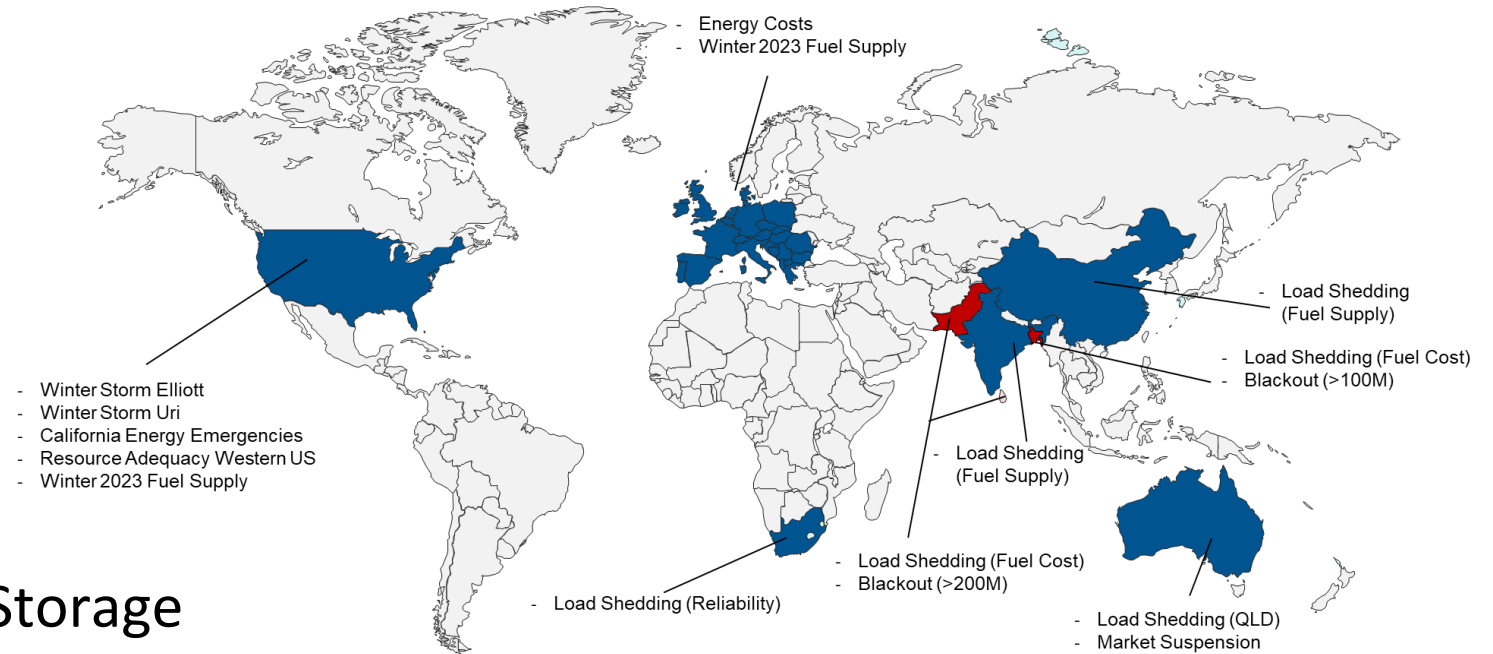 - Energy Costs
- Winter 2023 Fuel Supply
- Load Shedding
(Fuel Supply)
- Load Shedding (Fuel Cost)
- Blackout (>100M)
- Winter Storm Elliott
- Winter Storm Uri
- California Energy Emergencies
- Resource Adequacy Western US
- Winter 2023 Fuel Supply
- Load Shedding
(Fuel Supply)
- Load Shedding (Fuel Cost)
- Blackout (>200M)
- Load Shedding (Reliability)
- Load Shedding (QLD)
- Market Suspension
Storage